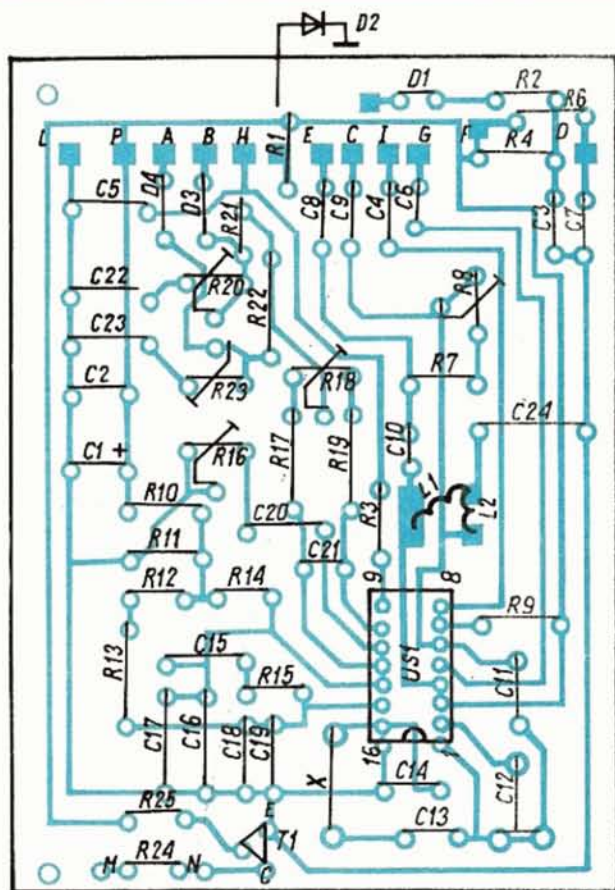 D2
D1 R2
R6
L P A B H R1 E C I G F R4 D
C5 D4 D3 R21 C8 C9 C4 C6 C3 C7
C22 R20 R22 R8
C23 R23 R18 R7
C2
C1 + R16 R17 R19 C10 C24
R10 C20 R3 L1 L2
R11 C21
R12 R14 9 8
R13 US1 R9
C15 R15 C11
C17 C16 C18 C19 X 16 1
C14 C12
R25 E T1 C13
M R24 N C